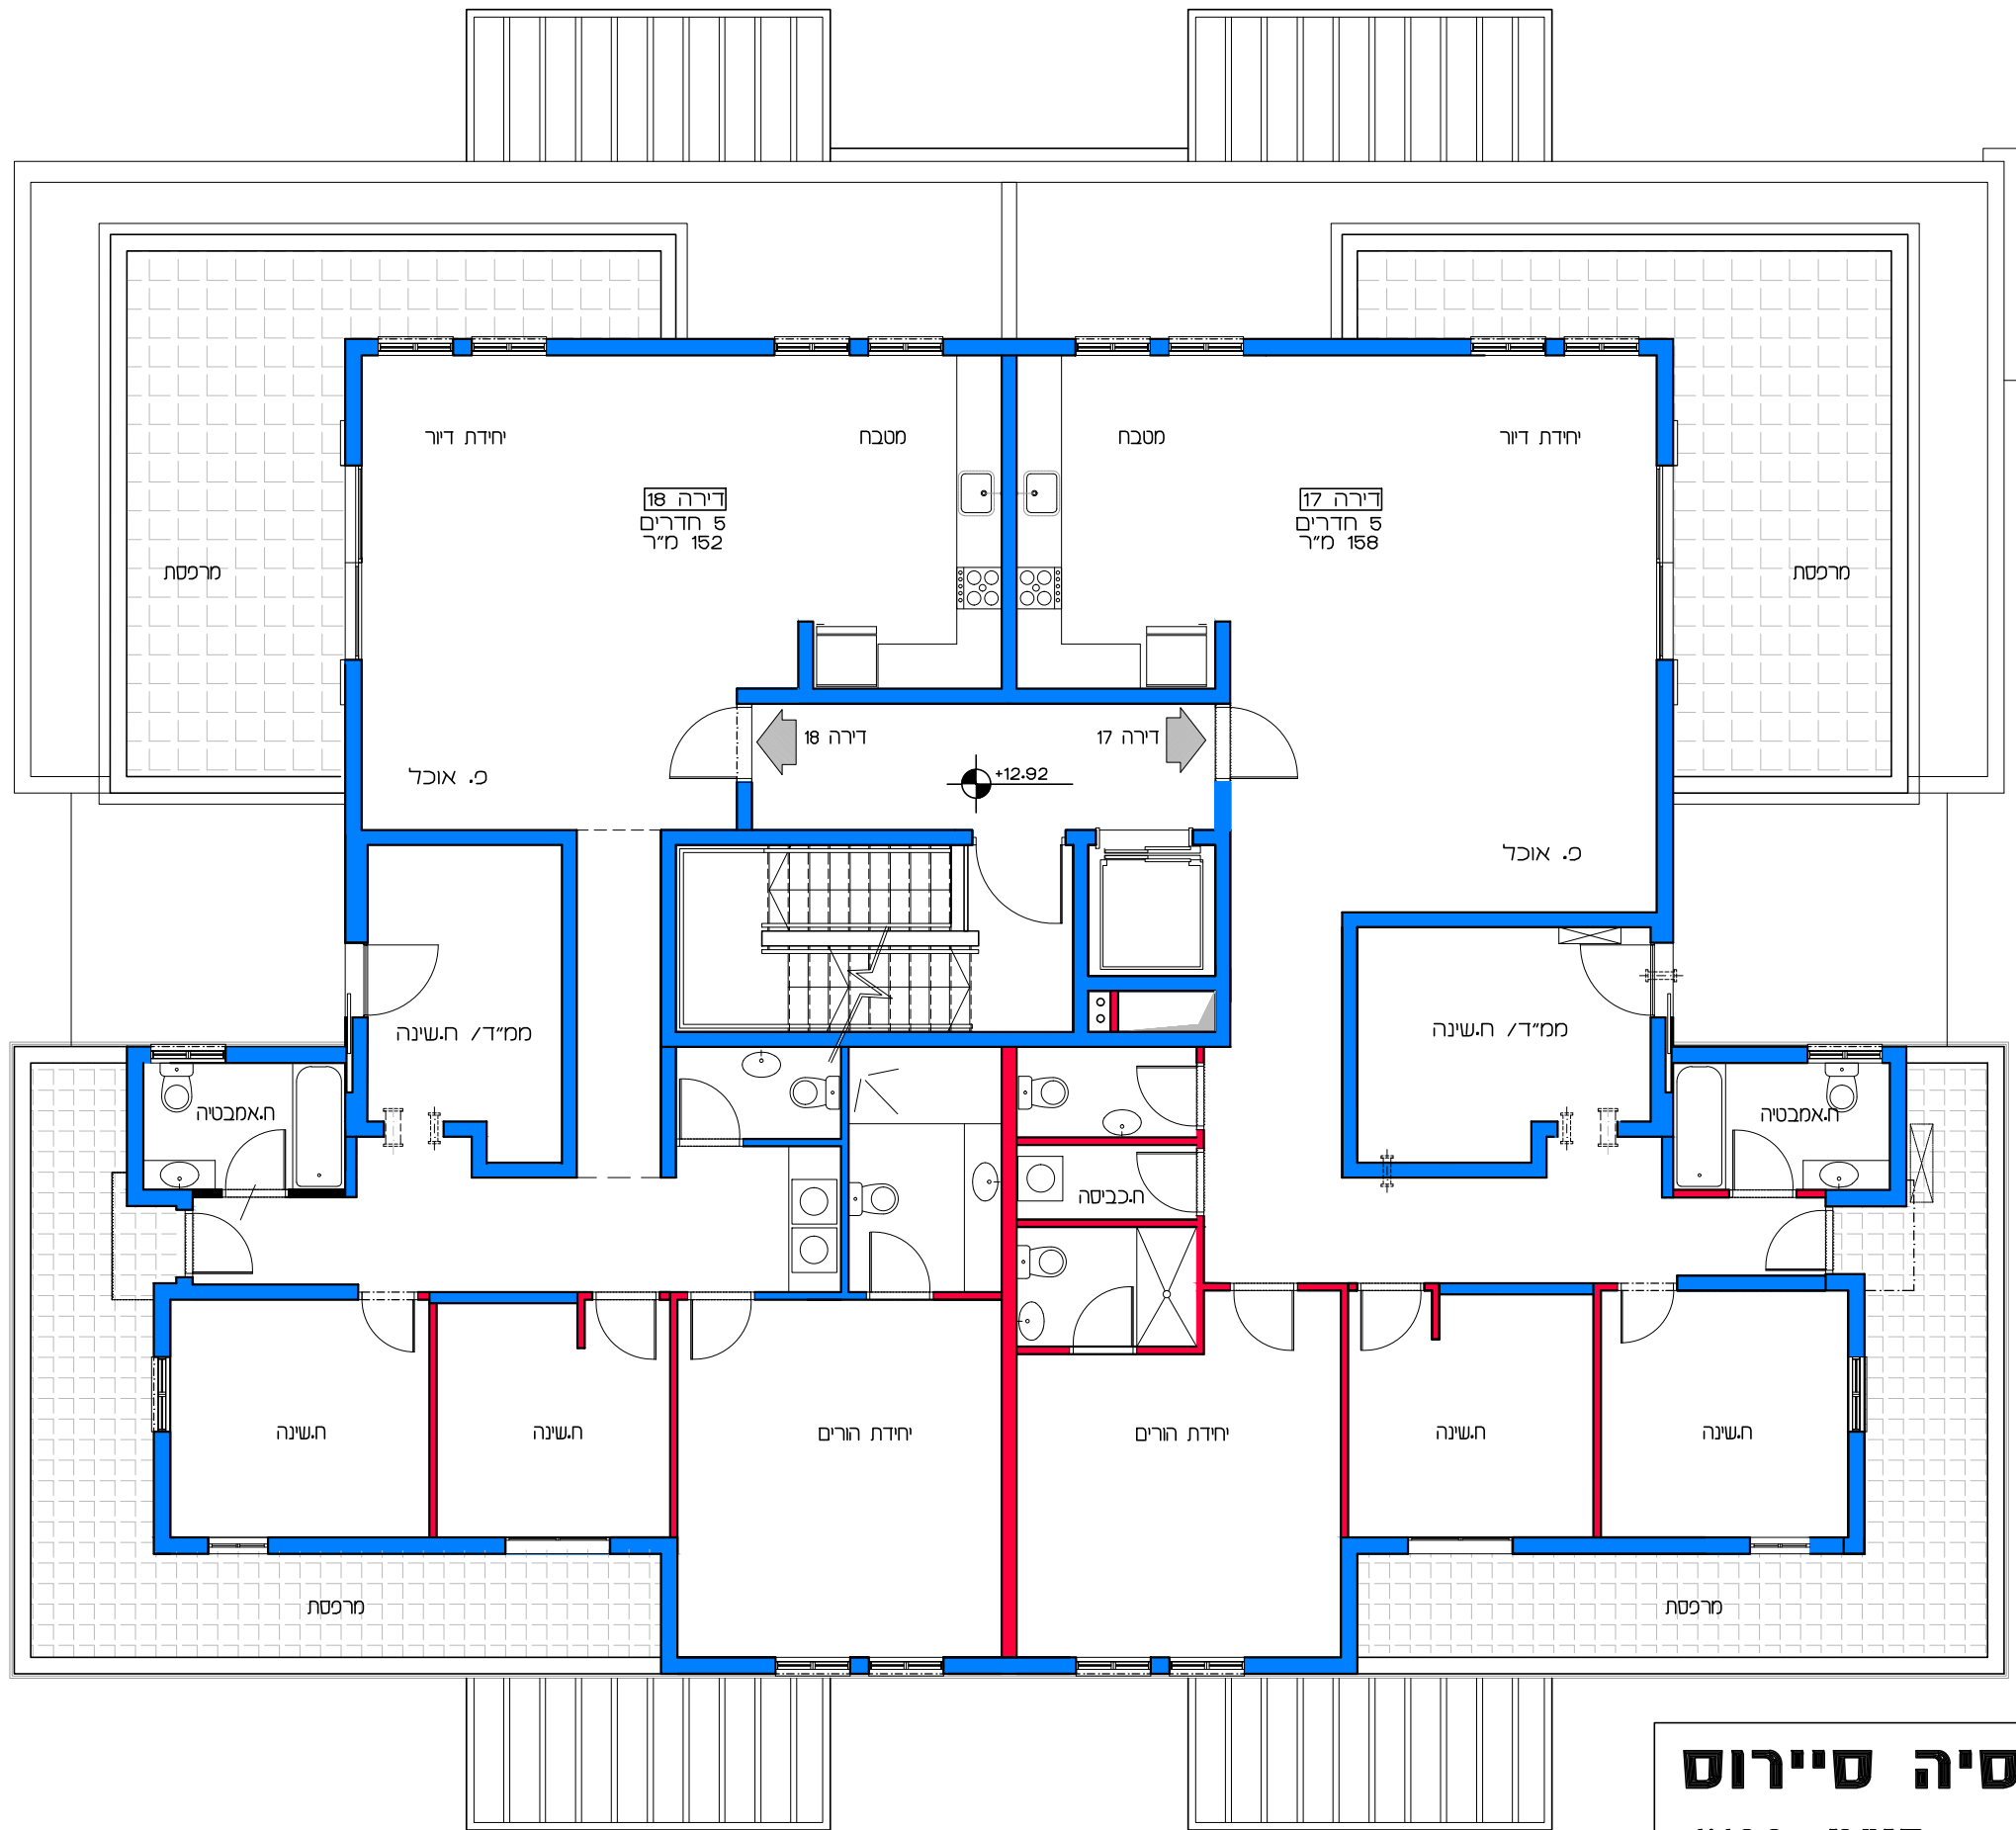 יחידת דיור
מטבח
מטבח
יחידת דיור
דירה 18
5 חדרים
152 מ"ר
דירה 17
5 חדרים
158 מ"ר
מרפסת
מרפסת
דירה 18
דירה 17
+12.92
פ. אוכל
פ. אוכל
ממ"ד/ ח.שינה
ממ"ד/ ח.שינה
ח.אמבטיה
ח.אמבטיה
ח.כביסה
ח.שינה
ח.שינה
יחידת הורים
יחידת הורים
ח.שינה
ח.שינה
מרפסת
מרפסת
סיה סיירוס